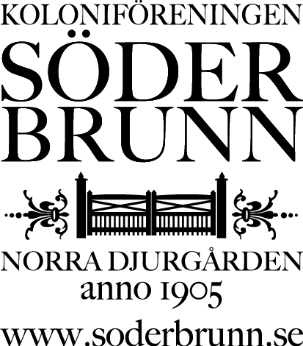 KOLONIFÖRENINGEN
SÖDER
BRUNN
NORRA DJURGÅRDEN
anno 1905
www.soderbrunn.se